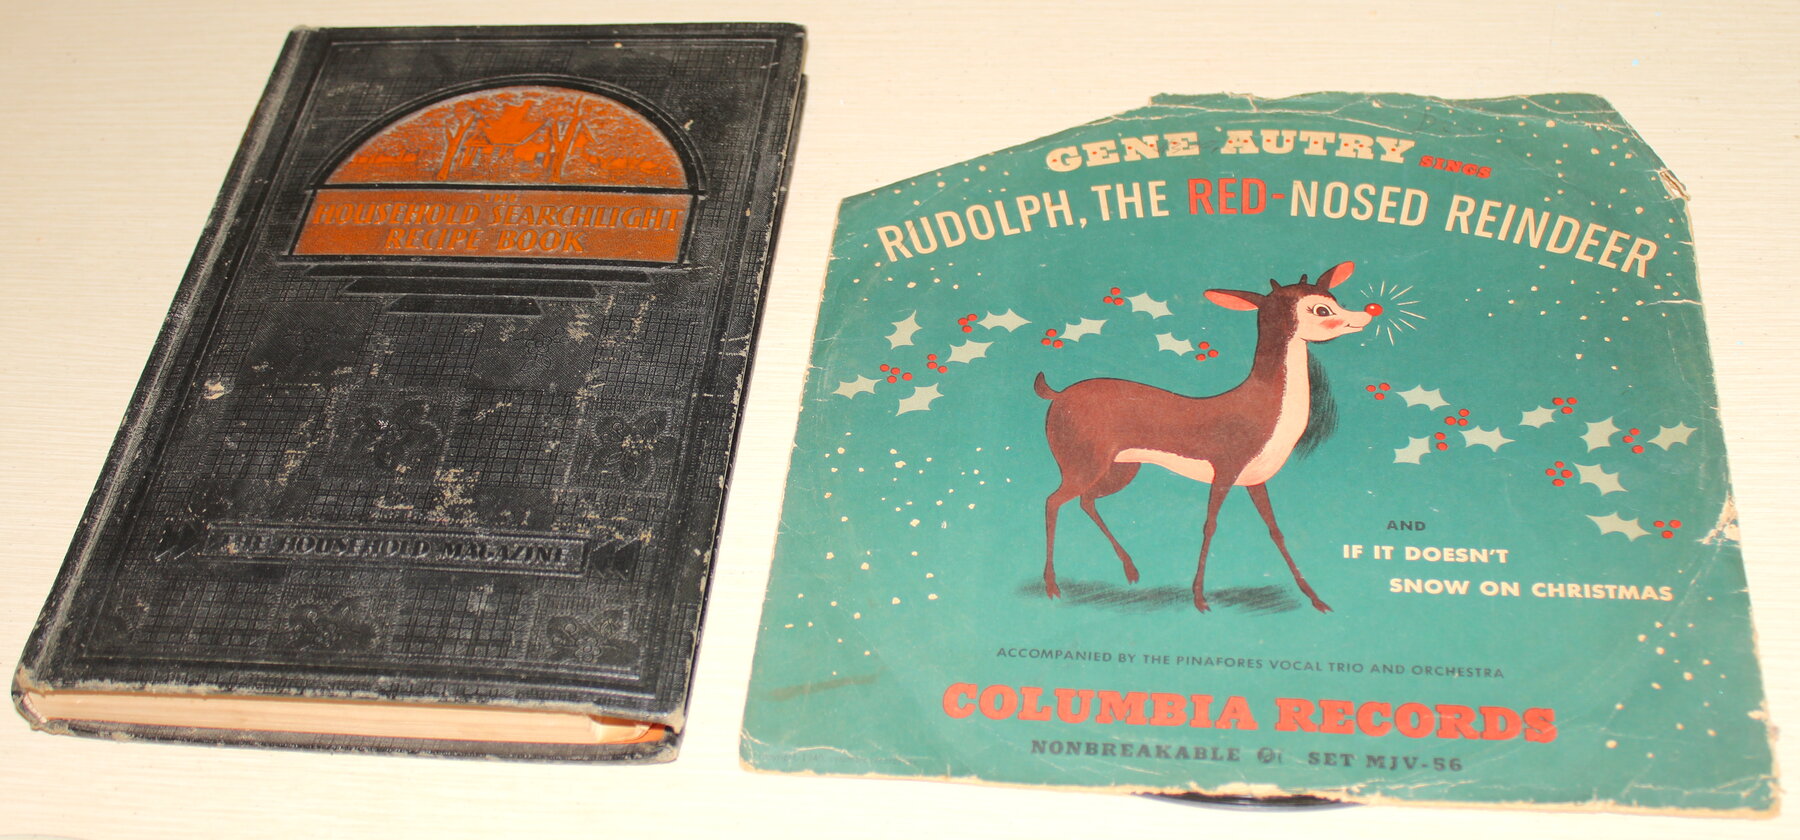 THE
HOUSEHOLD SEARCHLIGHT
RECIPE BOOK
THE HOUSEHOLD MAGAZINE
GENE AUTRY SINGS
RUDOLPH, THE RED-NOSED REINDEER
AND
IF IT DOESN'T
SNOW ON CHRISTMAS
ACCOMPANIED BY THE PINAFORES VOCAL TRIO AND ORCHESTRA
COLUMBIA RECORDS
NONBREAKABLE SET MJV-56